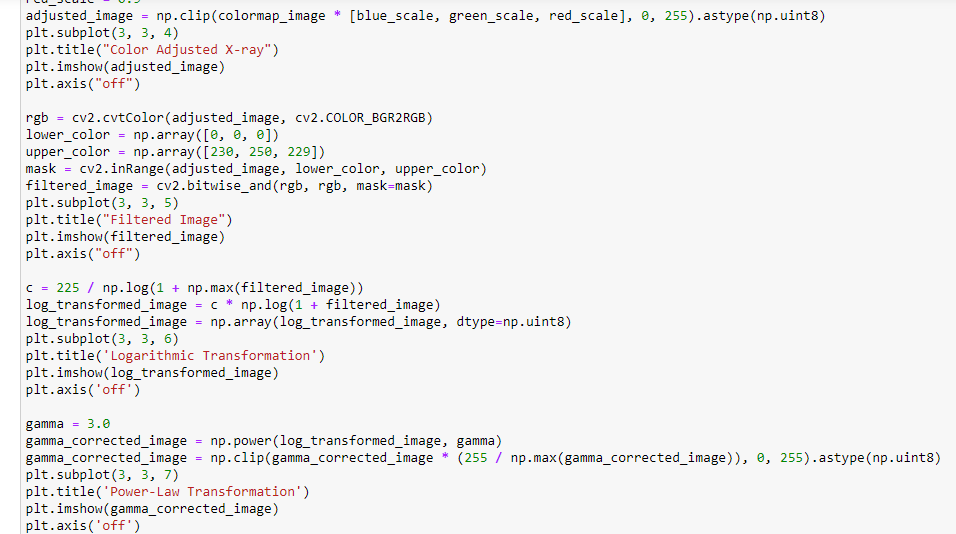 adjusted_image = np.clip(colormap_image * [blue_scale, green_scale, red_scale], 0, 255).astype(np.uint8)
plt.subplot(3, 3, 4)
plt.title("Color Adjusted X-ray")
plt.imshow(adjusted_image)
plt.axis("off")

rgb = cv2.cvtColor(adjusted_image, cv2.COLOR_BGR2RGB)
lower_color = np.array([0, 0, 0])
upper_color = np.array([230, 250, 229])
mask = cv2.inRange(adjusted_image, lower_color, upper_color)
filtered_image = cv2.bitwise_and(rgb, rgb, mask=mask)
plt.subplot(3, 3, 5)
plt.title("Filtered Image")
plt.imshow(filtered_image)
plt.axis("off")

c = 225 / np.log(1 + np.max(filtered_image))
log_transformed_image = c * np.log(1 + filtered_image)
log_transformed_image = np.array(log_transformed_image, dtype=np.uint8)
plt.subplot(3, 3, 6)
plt.title('Logarithmic Transformation')
plt.imshow(log_transformed_image)
plt.axis('off')

gamma = 3.0
gamma_corrected_image = np.power(log_transformed_image, gamma)
gamma_corrected_image = np.clip(gamma_corrected_image * (255 / np.max(gamma_corrected_image)), 0, 255).astype(np.uint8)
plt.subplot(3, 3, 7)
plt.title('Power-Law Transformation')
plt.imshow(gamma_corrected_image)
plt.axis('off')